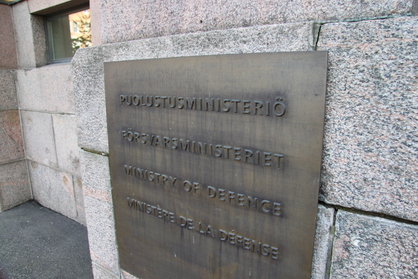 PUOLUSTUSMINISTERIÖ
FÖRSVARSMINISTERIET
MINISTRY OF DEFENCE
MINISTÈRE DE LA DÉFENSE